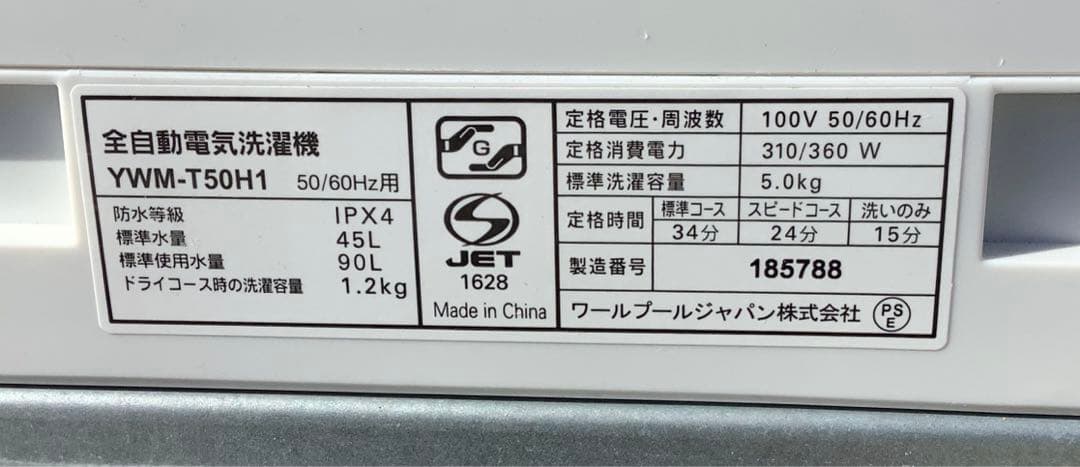 全自動電気洗濯機
YWM-T50H1 50/60Hz用
防水等級 IPX4
標準水量 45L
標準使用水量 90L
ドライコース時の洗濯容量 1.2kg
G
S
JET
1628
Made in China
定格電圧・周波数 100V 50/60Hz
定格消費電力 310/360 W
標準洗濯容量 5.0kg
定格時間 標準コース スピードコース 洗いのみ
34分 24分 15分
製造番号 185788
ワールプールジャパン株式会社 PSE